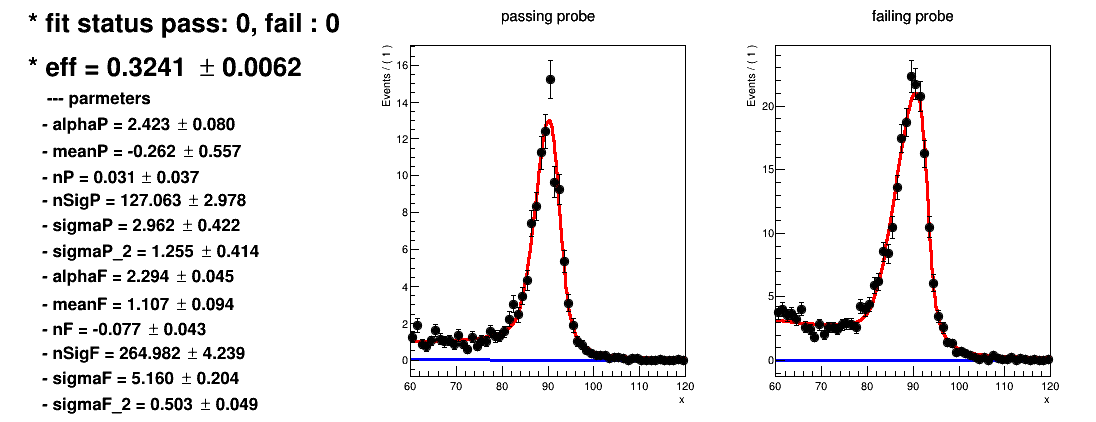 * fit status pass: 0, fail : 0
* eff = 0.3241 ± 0.0062
--- parmeters
- alphaP = 2.423 ± 0.080
- meanP = -0.262 ± 0.557
- nP = 0.031 ± 0.037
- nSigP = 127.063 ± 2.978
- sigmaP = 2.962 ± 0.422
- sigmaP_2 = 1.255 ± 0.414
- alphaF = 2.294 ± 0.045
- meanF = 1.107 ± 0.094
- nF = -0.077 ± 0.043
- nSigF = 264.982 ± 4.239
- sigmaF = 5.160 ± 0.204
- sigmaF_2 = 0.503 ± 0.049
passing probe
Events / ( 1 )
16
14
12
10
8
6
4
2
0
60 70 80 90 100 110 120
x
failing probe
Events / ( 1 )
20
15
10
5
0
60 70 80 90 100 110 120
x